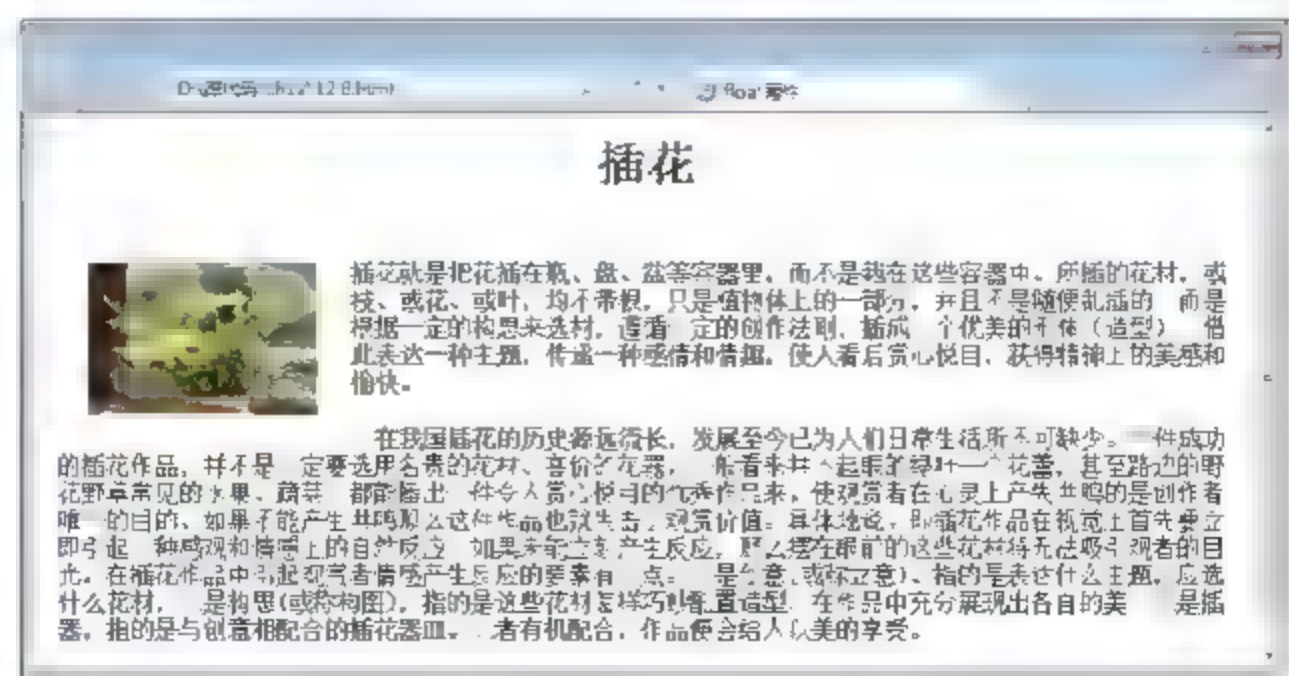 float 属性
插花
插花就是把花插在瓶、盘、盆等容器里，而不是栽在这些容器中。所插的花材，或
枝、或花、或叶，均不带根，只是植物体上的一部分，并且不是随便乱插的 而是
根据一定的构思来选材，遵循 定的创作法则，插成 个优美的形体（造型） 借
此表达一种主题，传递一种感情和情趣，使人看后赏心悦目，获得精神上的美感和
愉快。
在我国插花的历史源远流长，发展至今已为人们日常生活所不可缺少。一件成功
的插花作品，并不是 定要选用名贵的花材、高价的花器， 般看来并不起眼的绿叶一个花蕾，甚至路边的野
花野草常见的水果、蔬菜 都能插出 件令人赏心悦目的优秀作品来，使观赏者在心灵上产生共鸣的是创作者
唯 的目的、如果不能产生共鸣那么这件作品也就失去了观赏价值。具体地说，即插花作品在视觉上首先要立
即引起 种感观和情感上的自然反应 如果未能立刻产生反应，那么摆在眼前的这些花材将无法吸引观者的目
光。在插花作品中引起观赏者情感产生反应的要素有 点： 是创意（或称立意）、指的是表达什么主题，应选
什么花材， 是构思(或称构图)，指的是这些花材怎样巧妙配置造型 在作品中充分展现出各自的美 是插
器，指的是与创意相配合的插花器皿。 者有机配合，作品便会给人以美的享受。